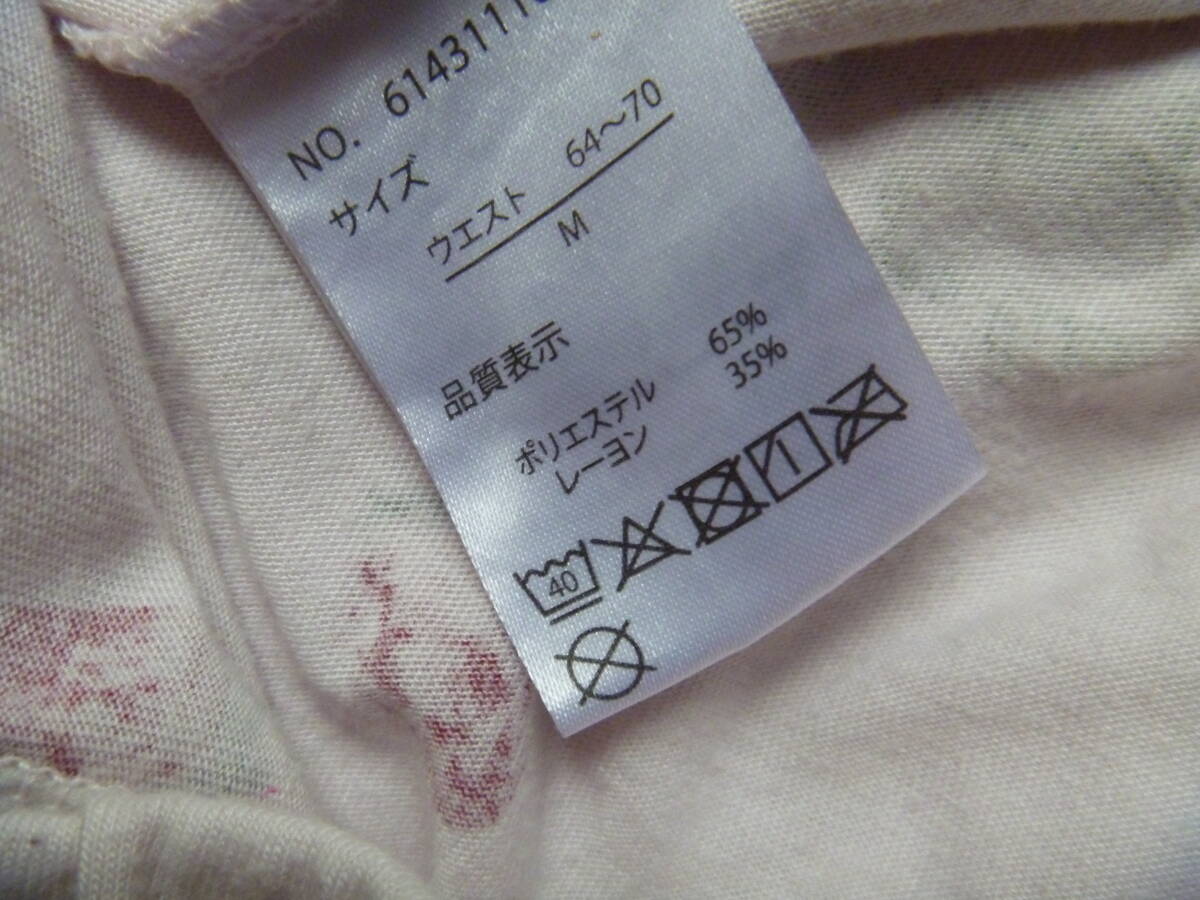 NO. 6143111
サイズ
ウエスト 64～70
M
品質表示
ポリエステル 65%
レーヨン 35%
40